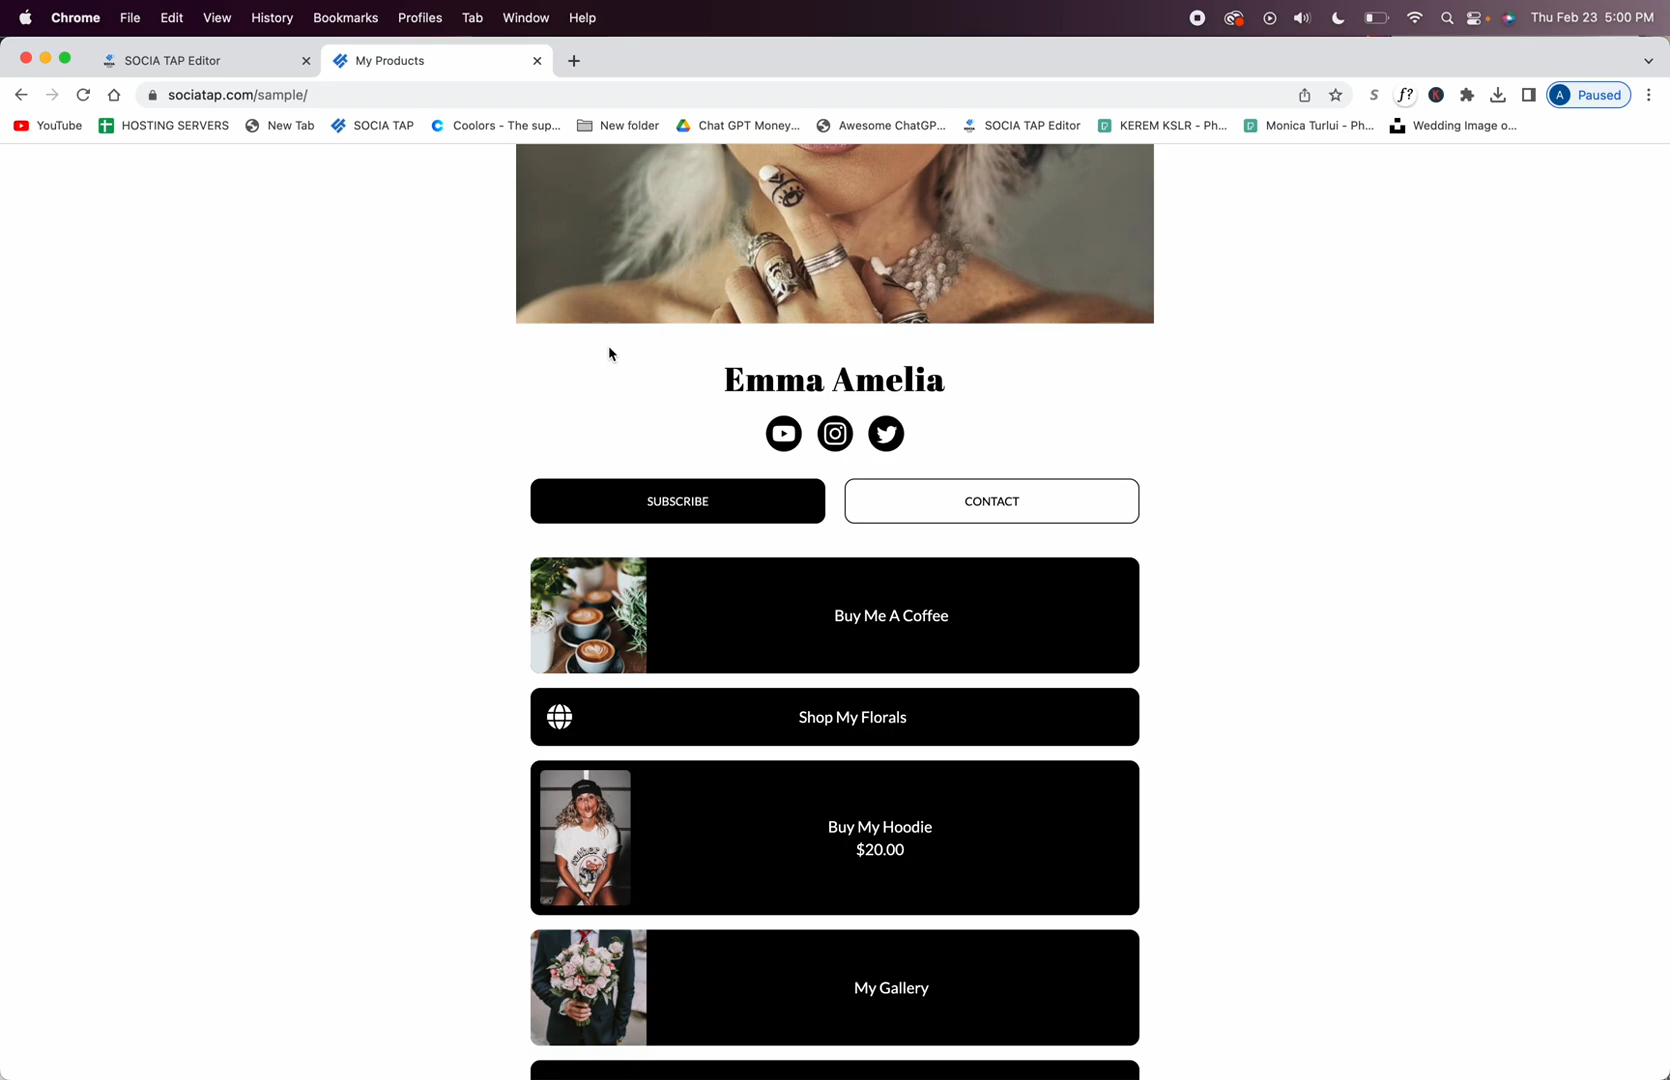 Chrome File Edit View History Bookmarks Profiles Tab Window Help Thu Feb 23 5:00 PM
SOCIA TAP Editor My Products
sociatap.com/sample/ S f? K A Paused
YouTube HOSTING SERVERS New Tab SOCIA TAP Coolors - The sup... New folder Chat GPT Money... Awesome ChatGP... SOCIA TAP Editor KEREM KSLR - Ph... Monica Turlui - Ph... Wedding Image o...
Emma Amelia
SUBSCRIBE CONTACT
Buy Me A Coffee
Shop My Florals
Buy My Hoodie
$20.00
My Gallery